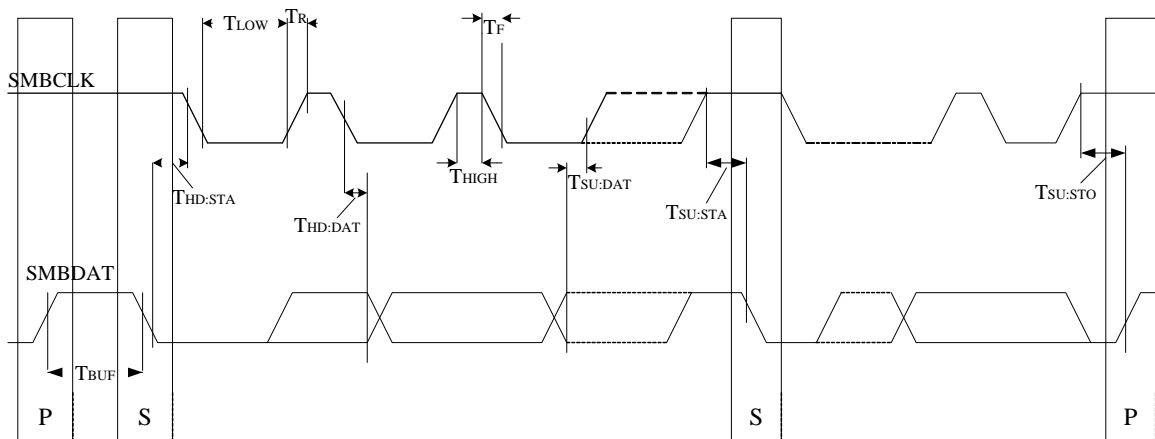 TLOW
TR
TF
SMBCLK
THD:STA
THD:DAT
THIGH
TSU:DAT
TSU:STA
TSU:STO
SMBDAT
TBUF
P
S
S
P